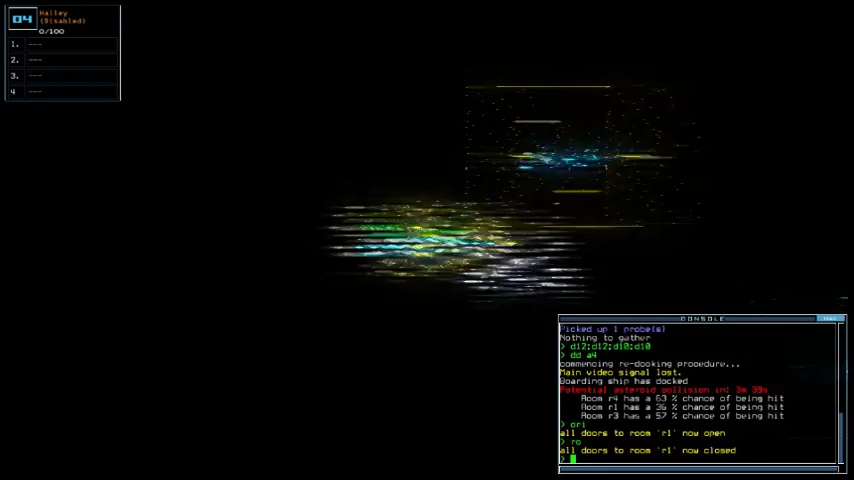 04
Hailey
(Disabled)
0/100
1. ---
2. ---
3. ---
4 ---
CONSOLE
Picked up 1 probe(s)
Nothing to gather
> d12;d12;d10;d10
> dd a4
commencing re-docking procedure...
Main video signal lost.
Boarding ship has docked
Potential asteroid collision in: 3m 39s
Room r4 has a 63 % chance of being hit
Room r1 has a 36 % chance of being hit
Room r3 has a 57 % chance of being hit
> ori
all doors to room 'r1' now open
> ro
all doors to room 'r1' now closed
>